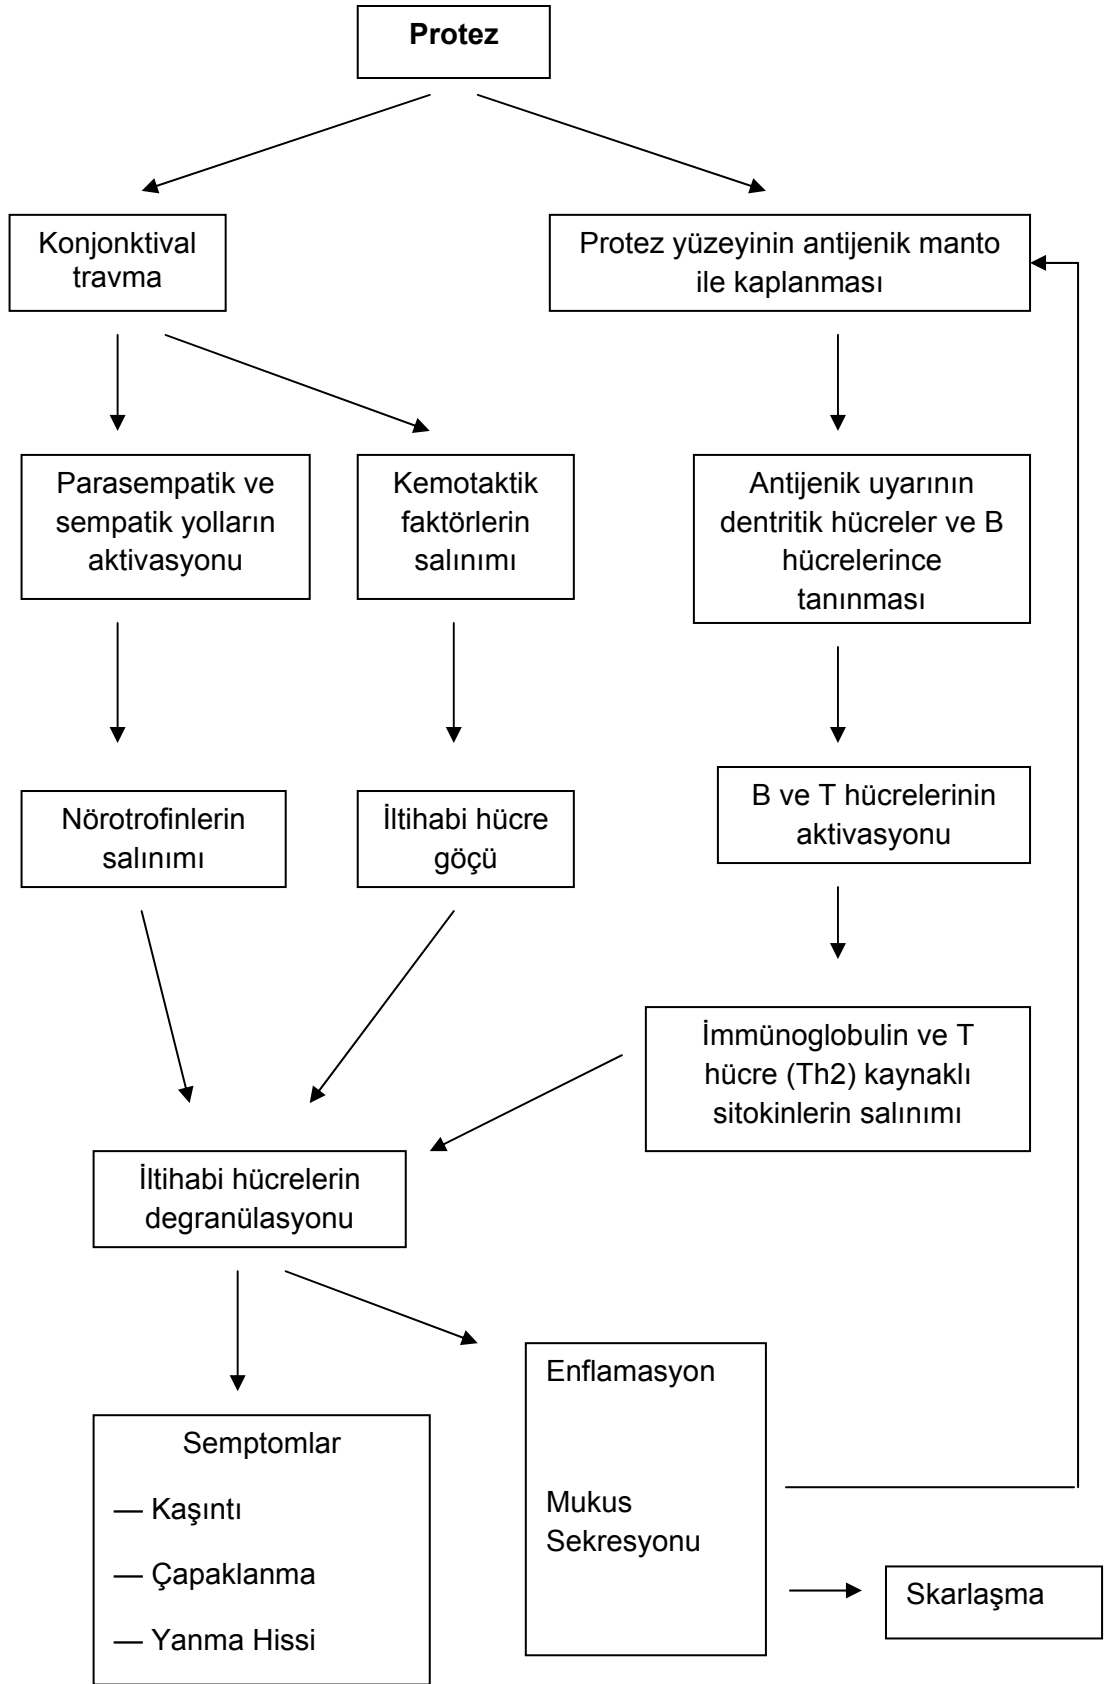 Protez
Konjonktival
travma
Protez yüzeyinin antijenik manto
ile kaplanması
Parasempatik ve
sempatik yolların
aktivasyonu
Kemotaktik
faktörlerin
salınımı
Antijenik uyarının
dentritik hücreler ve B
hücrelerince
tanınması
Nörotrofinlerin
salınımı
İltihabi hücre
göçü
B ve T hücrelerinin
aktivasyonu
İmmünoglobulin ve T
hücre (Th2) kaynaklı
sitokinlerin salınımı
İltihabi hücrelerin
degranülasyonu
Semptomlar
— Kaşıntı
— Çapaklanma
— Yanma Hissi
Enflamasyon
Mukus
Sekresyonu
Skarlaşma